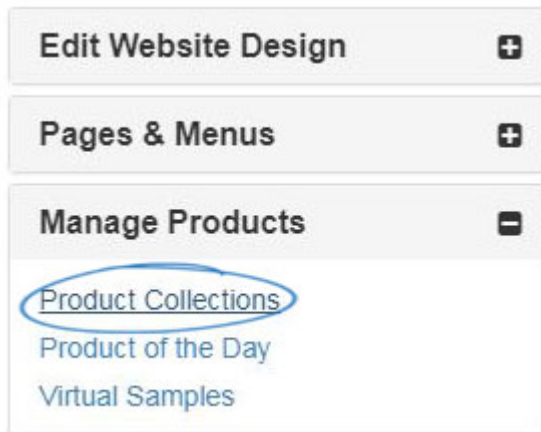 Edit Website Design
Pages & Menus
Manage Products
Product Collections
Product of the Day
Virtual Samples